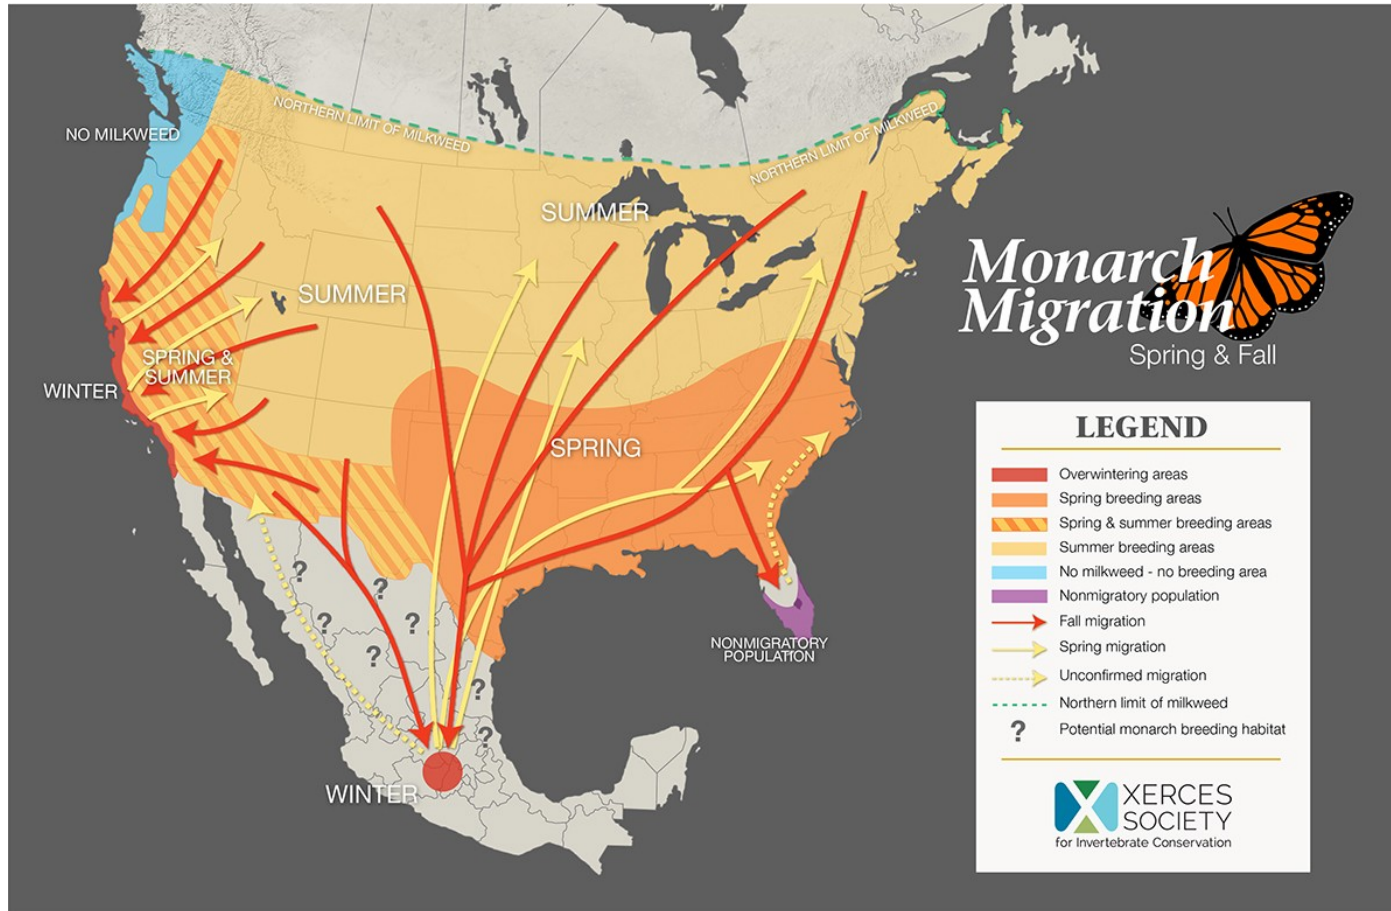 NORTHERN LIMIT OF MILKWEED
NORTHERN LIMIT OF MILKWEED
NO MILKWEED
SUMMER
SUMMER
SPRING &
SUMMER
WINTER
SPRING
?
?
?
?
?
?
?
NONMIGRATORY
POPULATION
WINTER
Monarch
Migration
Spring & Fall
LEGEND
Overwintering areas
Spring breeding areas
Spring & summer breeding areas
Summer breeding areas
No milkweed - no breeding area
Nonmigratory population
Fall migration
Spring migration
Unconfirmed migration
Northern limit of milkweed
? Potential monarch breeding habitat
XERCES
SOCIETY
for Invertebrate Conservation